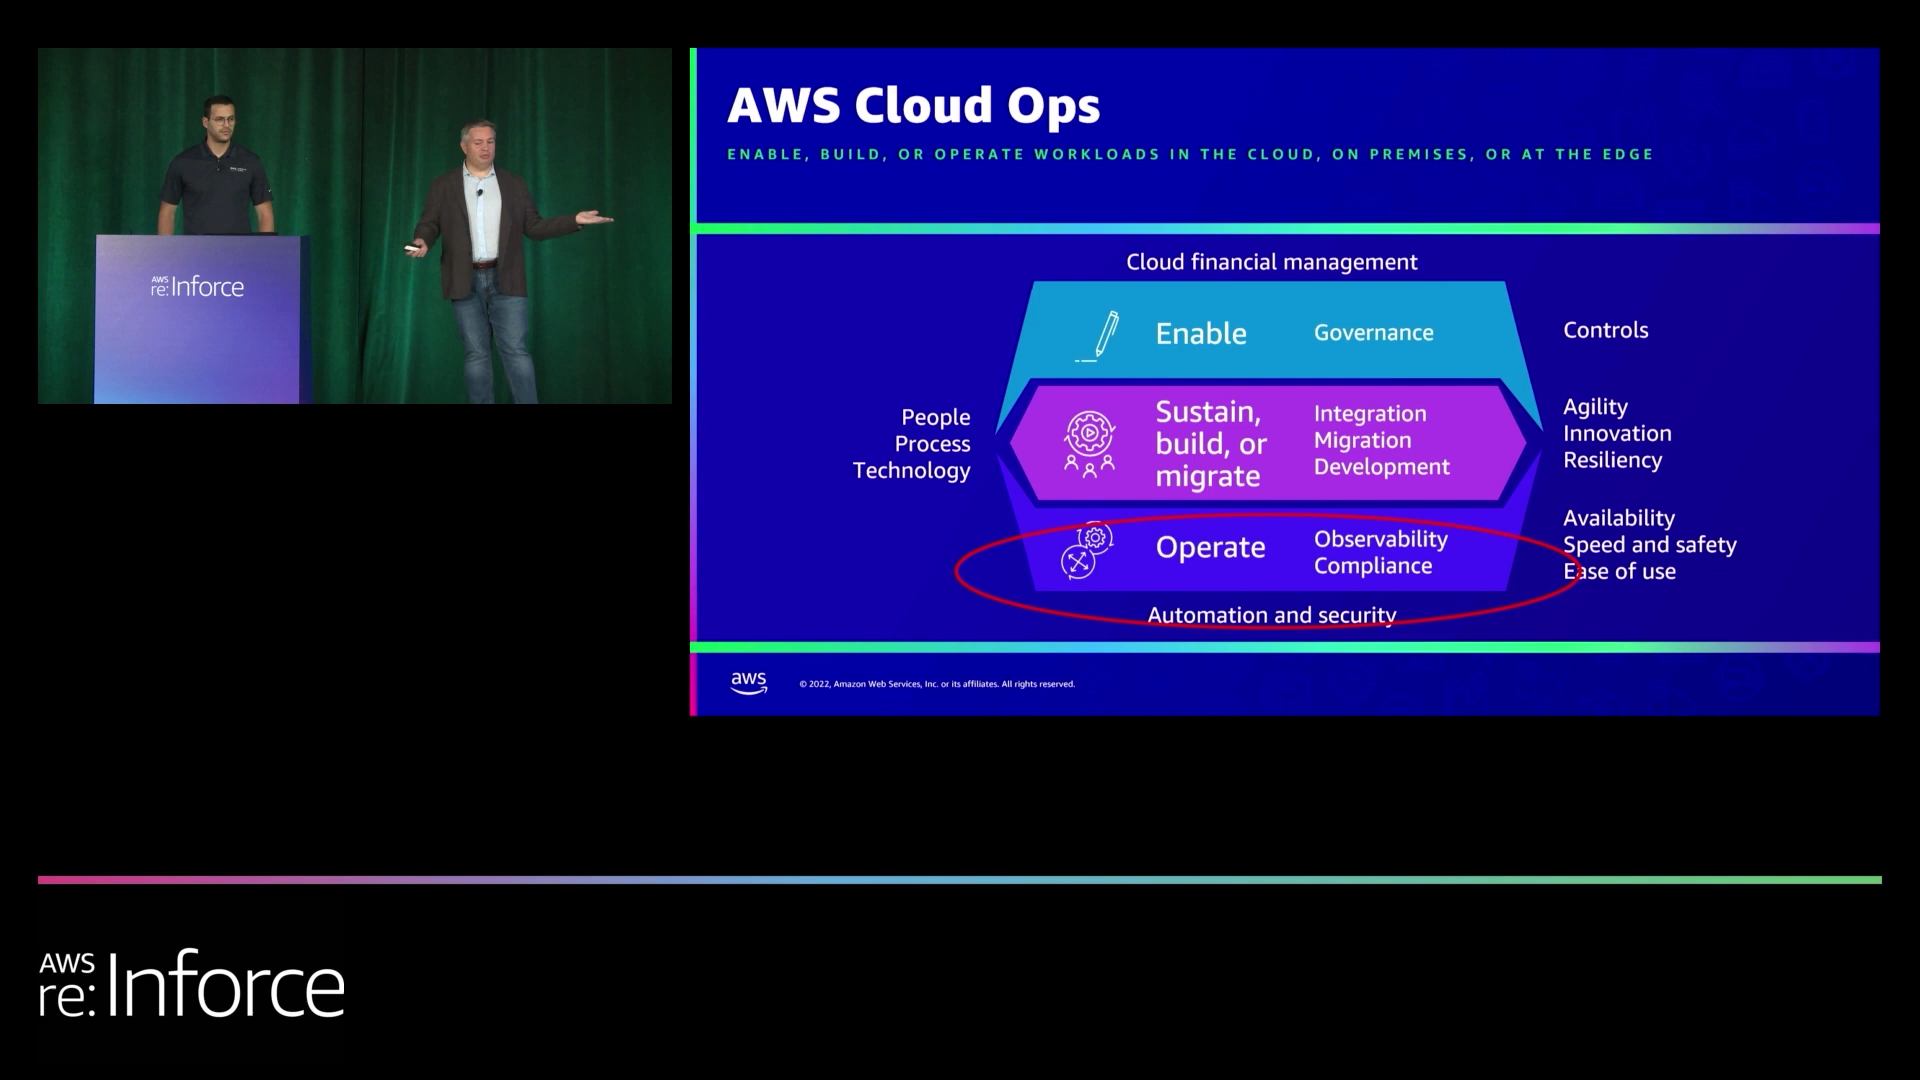 AWS
re:Inforce
AWS Cloud Ops
ENABLE, BUILD, OR OPERATE WORKLOADS IN THE CLOUD, ON PREMISES, OR AT THE EDGE
Cloud financial management
People
Process
Technology
Enable
Governance
Controls
Sustain,
build, or
migrate
Integration
Migration
Development
Agility
Innovation
Resiliency
Operate
Observability
Compliance
Availability
Speed and safety
Ease of use
Automation and security
aws
© 2022, Amazon Web Services, Inc. or its affiliates. All rights reserved.
AWS
re:Inforce